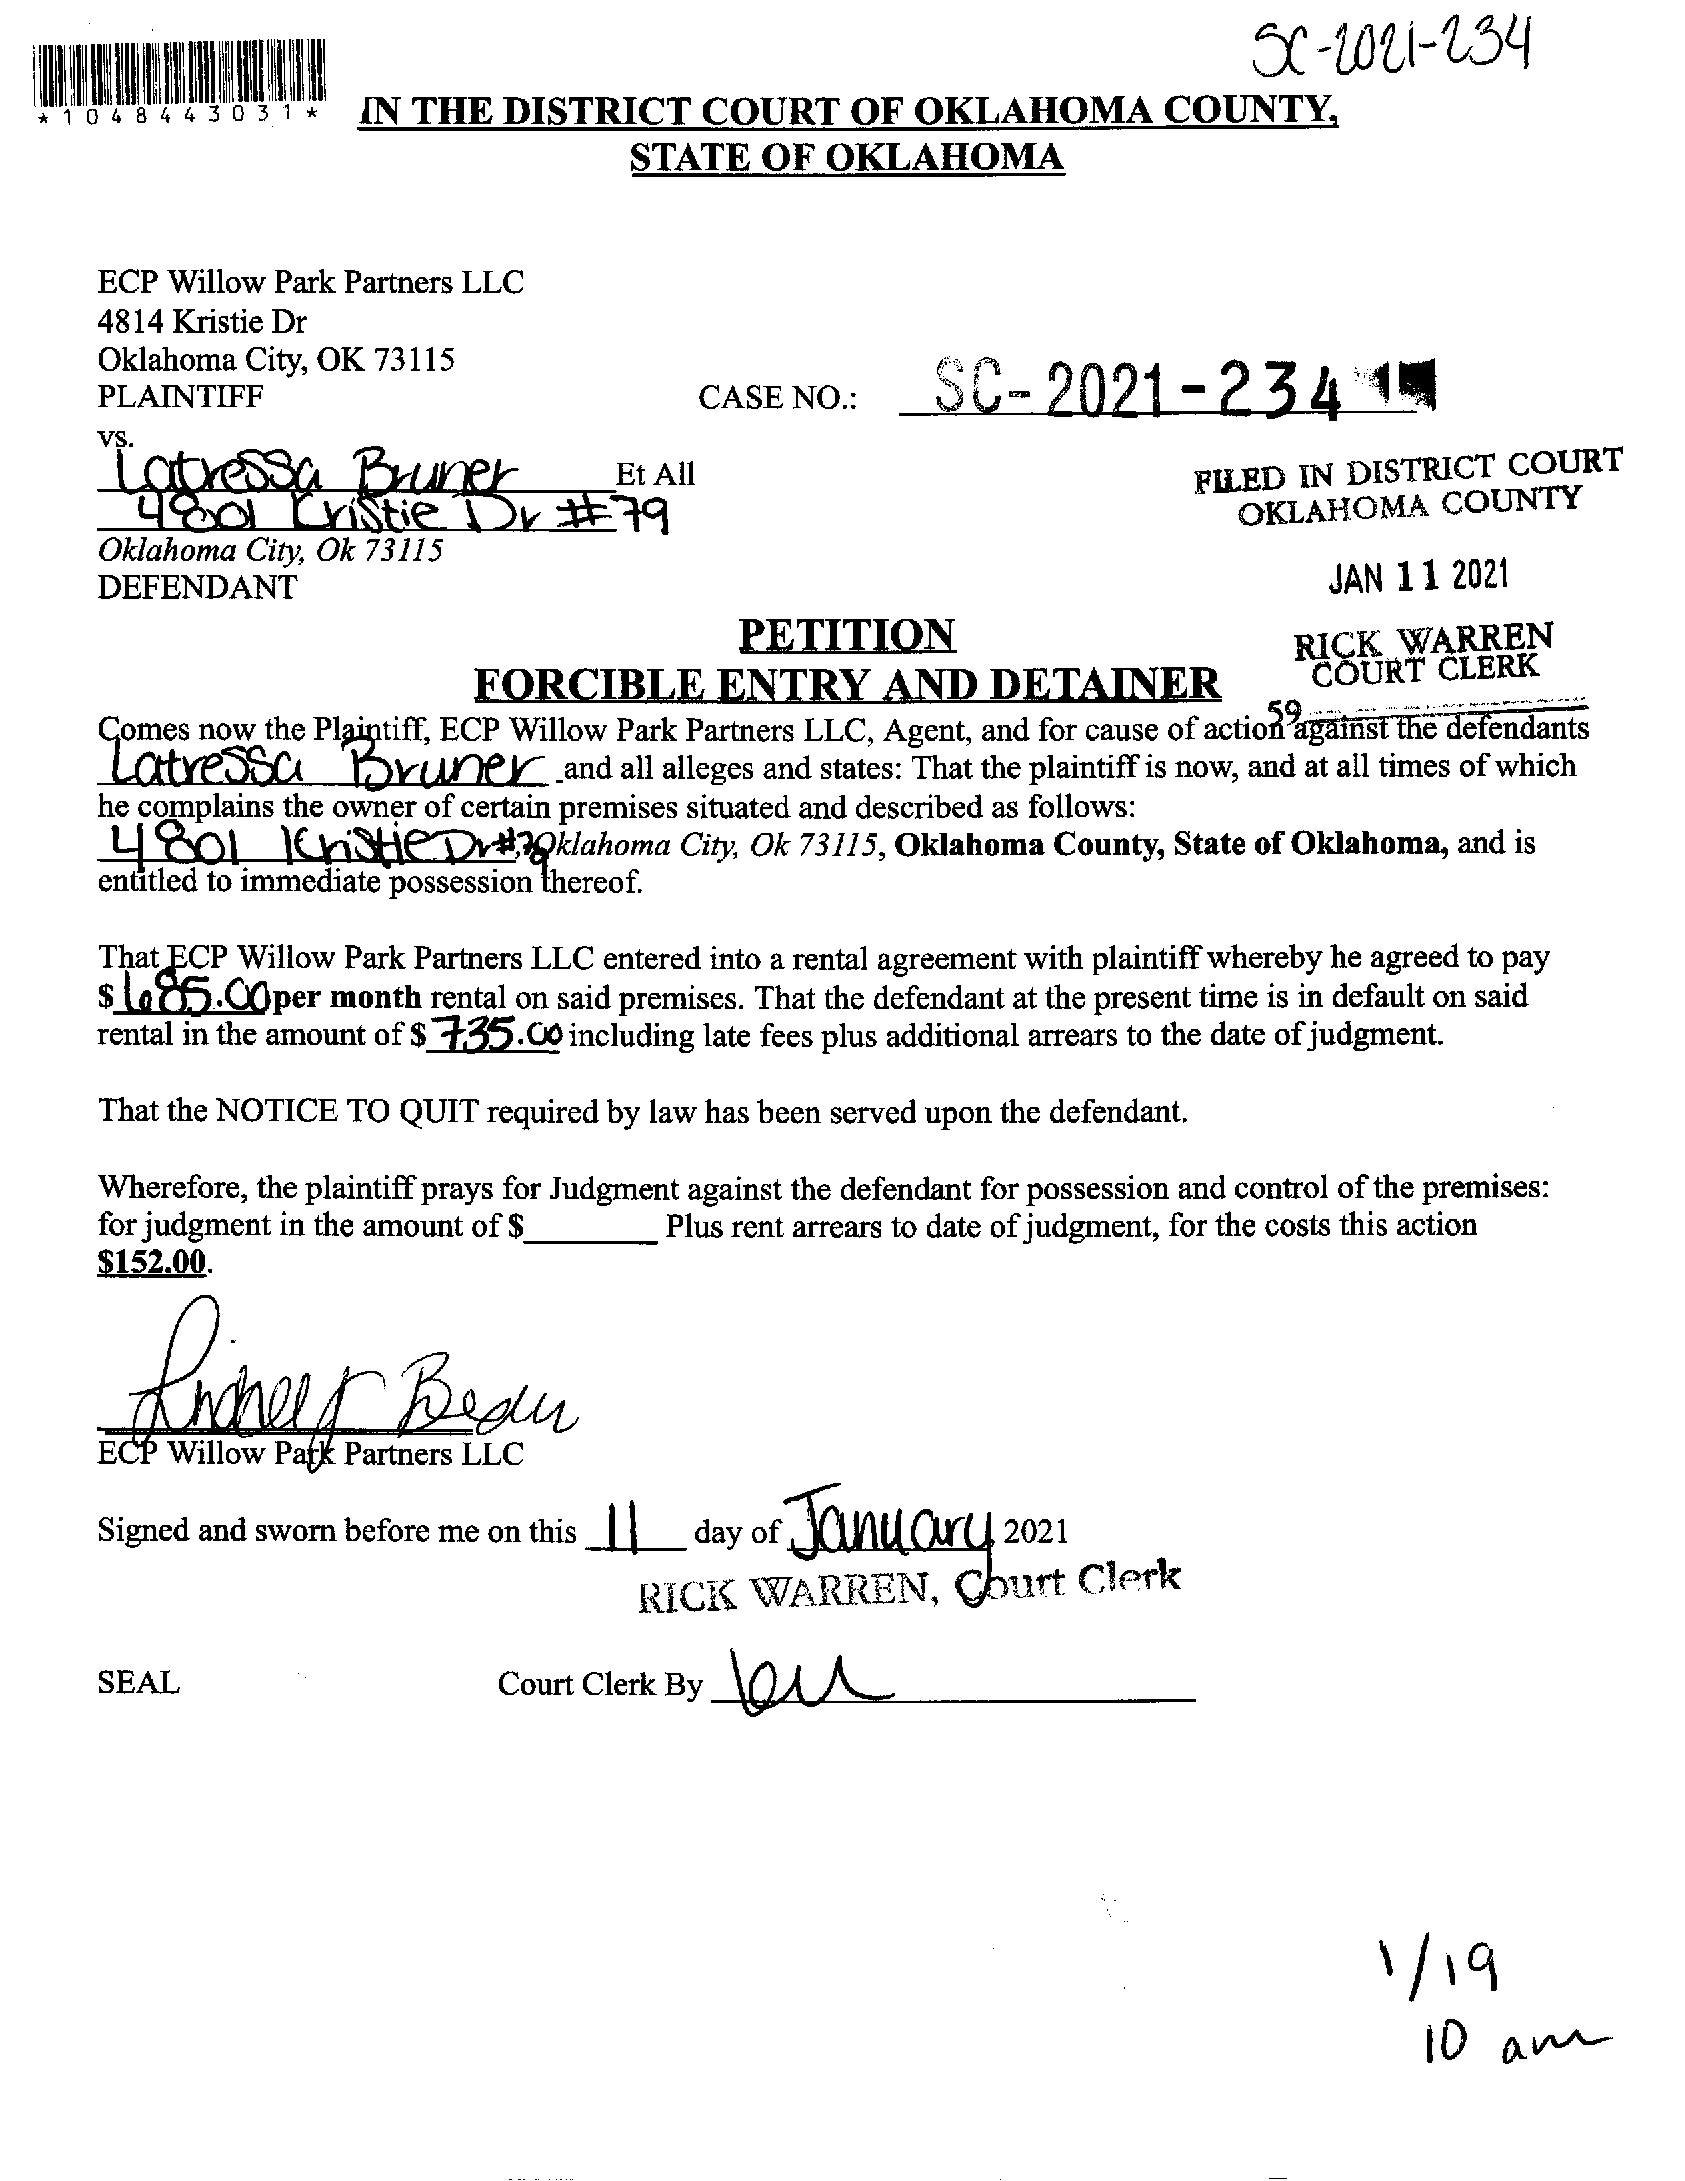 SC-2021-234
*1048443031*
IN THE DISTRICT COURT OF OKLAHOMA COUNTY,
STATE OF OKLAHOMA
ECP Willow Park Partners LLC
4814 Kristie Dr
Oklahoma City, OK 73115
PLAINTIFF
CASE NO.: SC-2021-234
vs.
Latressa Bruner Et All
4801 Kristie Dr #79
Oklahoma City, Ok 73115
DEFENDANT
FILED IN DISTRICT COURT
OKLAHOMA COUNTY
JAN 11 2021
RICK WARREN
COURT CLERK
59
PETITION
FORCIBLE ENTRY AND DETAINER
Comes now the Plaintiff, ECP Willow Park Partners LLC, Agent, and for cause of action against the defendants
Latressa Bruner and all alleges and states: That the plaintiff is now, and at all times of which
he complains the owner of certain premises situated and described as follows:
4801 Kristie Dr #79 Oklahoma City, Ok 73115, Oklahoma County, State of Oklahoma, and is
entitled to immediate possession thereof.
That ECP Willow Park Partners LLC entered into a rental agreement with plaintiff whereby he agreed to pay
$ 685.00 per month rental on said premises. That the defendant at the present time is in default on said
rental in the amount of $ 735.00 including late fees plus additional arrears to the date of judgment.
That the NOTICE TO QUIT required by law has been served upon the defendant.
Wherefore, the plaintiff prays for Judgment against the defendant for possession and control of the premises:
for judgment in the amount of $________ Plus rent arrears to date of judgment, for the costs this action
$152.00.
ECP Willow Park Partners LLC
Signed and sworn before me on this 11 day of January 2021
RICK WARREN, Court Clerk
SEAL
Court Clerk By
1/19
10 am